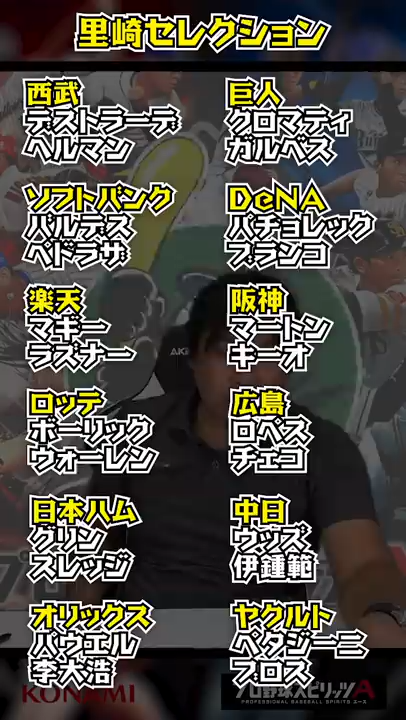 里崎セレクション
西武
デストラーデ
ヘルマン
巨人
クロマティ
ガルベス
ソフトバンク
バルデス
ペドラザ
DeNA
パチョレック
ブランコ
楽天
マギー
ラズナー
阪神
マートン
キーオ
ロッテ
ボーリック
ウォーレン
広島
ロペス
チェコ
日本ハム
グリン
スレッジ
中日
ウッズ
伊鍾範
オリックス
パウエル
李大浩
ヤクルト
ペタジーニ
ブロス
KONAMI
プロ野球スピリッツA
PROFESSIONAL BASEBALL SPIRITS エース